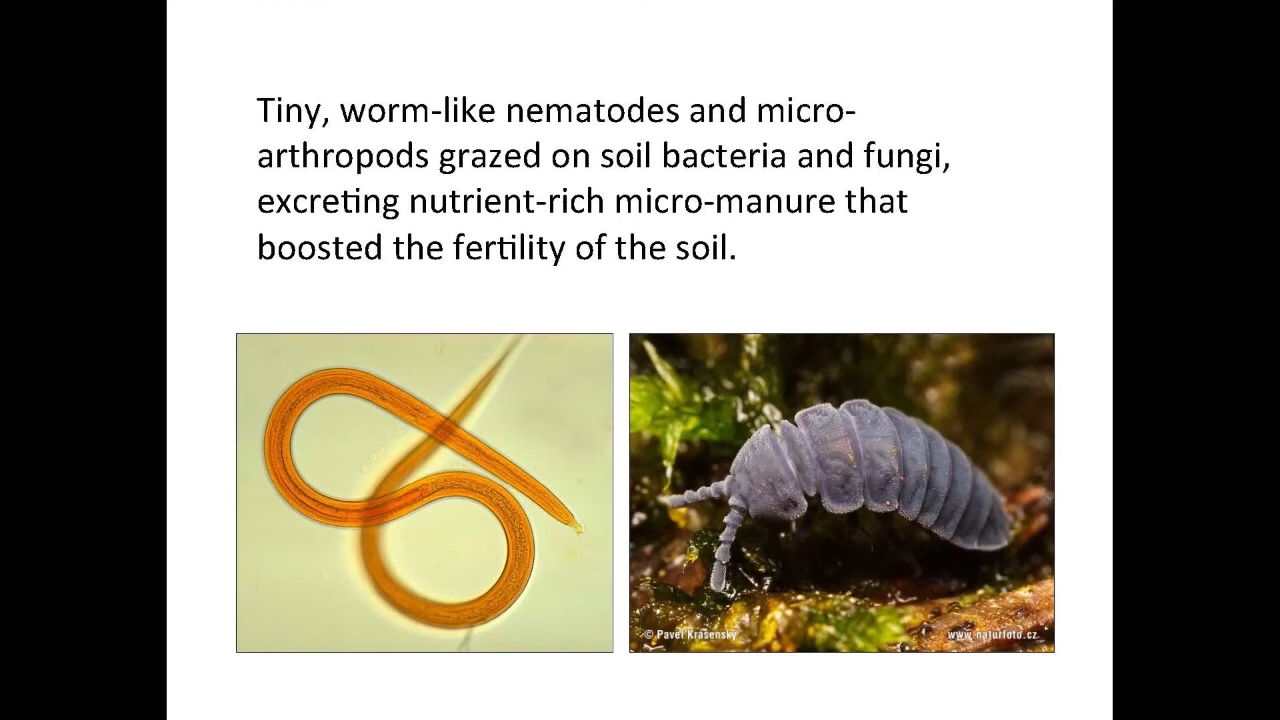 Tiny, worm-like nematodes and micro-
arthropods grazed on soil bacteria and fungi,
excreting nutrient-rich micro-manure that
boosted the fertility of the soil.
© Pavel Krásenský
www.naturfoto.cz